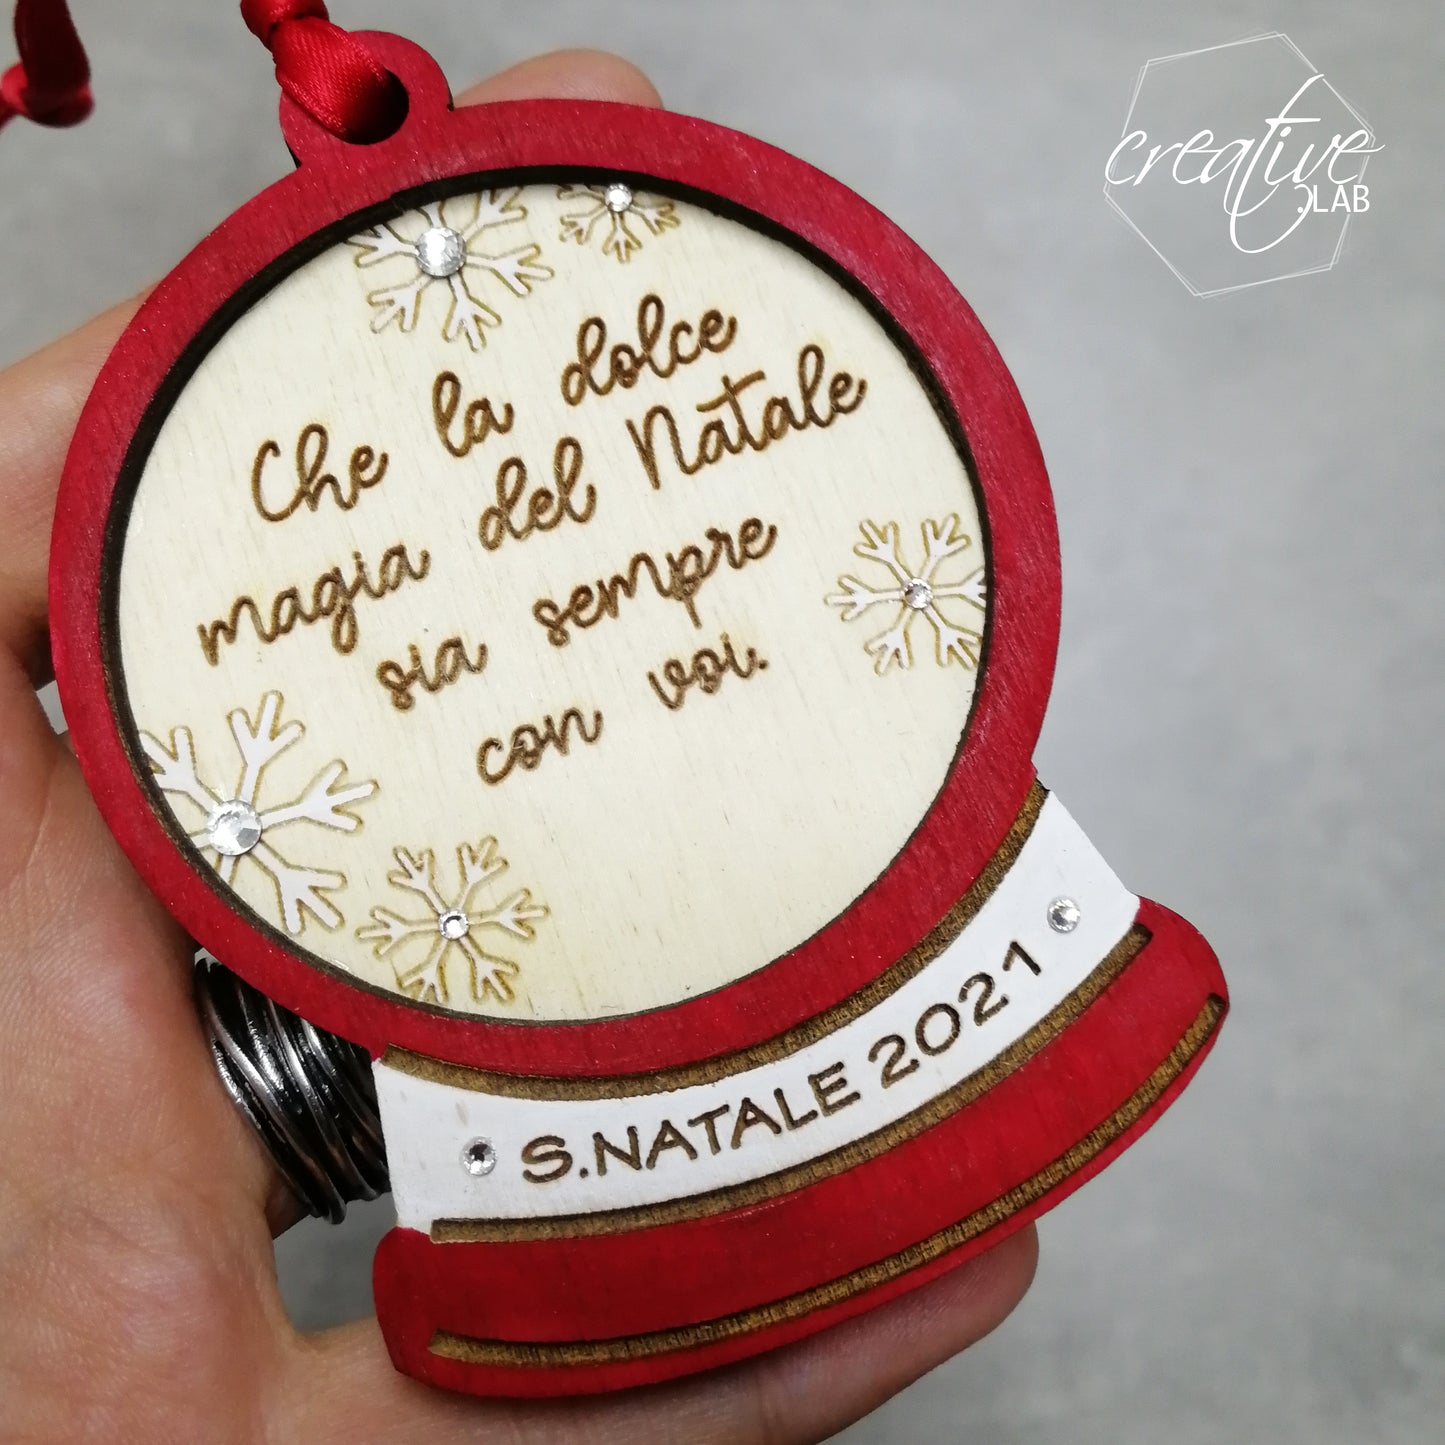 creative
LAB
Che la dolce
magia del Natale
sia sempre
con voi.
S.NATALE 2021